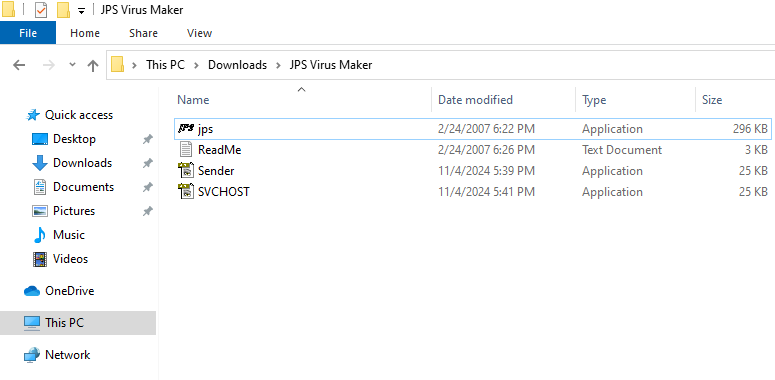 JPS Virus Maker
File Home Share View
This PC Downloads JPS Virus Maker
Name Date modified Type Size
Quick access
Desktop
Downloads
Documents
Pictures
Music
Videos
OneDrive
This PC
Network
JPS jps 2/24/2007 6:22 PM Application 296 KB
ReadMe 2/24/2007 6:26 PM Text Document 3 KB
Sender 11/4/2024 5:39 PM Application 25 KB
SVCHOST 11/4/2024 5:41 PM Application 25 KB